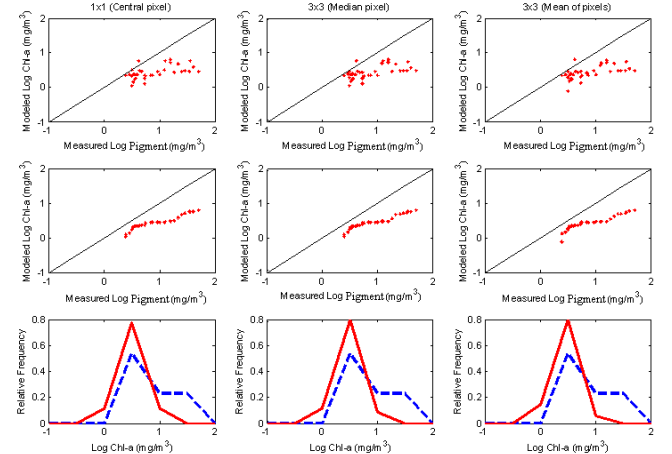 1x1 (Central pixel)
3x3 (Median pixel)
3x3 (Mean of pixels)
Modeled Log Chl-a (mg/m³)
2
1
0
-1
-1 0 1 2
Measured Log Pigment (mg/m³)
Modeled Log Chl-a (mg/m³)
2
1
0
-1
-1 0 1 2
Measured Log Pigment (mg/m³)
Modeled Log Chl-a (mg/m³)
2
1
0
-1
-1 0 1 2
Measured Log Pigment (mg/m³)
Modeled Log Chl-a (mg/m³)
2
1
0
-1
-1 0 1 2
Measured Log Pigment (mg/m³)
Modeled Log Chl-a (mg/m³)
2
1
0
-1
-1 0 1 2
Measured Log Pigment (mg/m³)
Modeled Log Chl-a (mg/m³)
2
1
0
-1
-1 0 1 2
Measured Log Pigment (mg/m³)
Relative Frequency
0.8
0.6
0.4
0.2
0
-1 0 1 2
Log Chl-a (mg/m³)
Relative Frequency
0.8
0.6
0.4
0.2
0
-1 0 1 2
Log Chl-a (mg/m³)
Relative Frequency
0.8
0.6
0.4
0.2
0
-1 0 1 2
Log Chl-a (mg/m³)